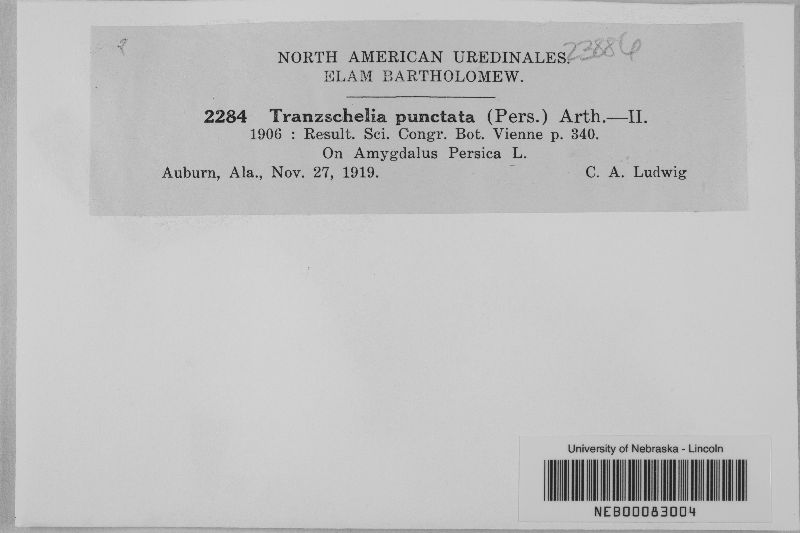 NORTH AMERICAN UREDINALES. 23886
ELAM BARTHOLOMEW.
2284 Tranzschelia punctata (Pers.) Arth.—II.
1906 : Result. Sci. Congr. Bot. Vienne p. 340.
On Amygdalus Persica L.
Auburn, Ala., Nov. 27, 1919. C. A. Ludwig
University of Nebraska - Lincoln
NEB00083004